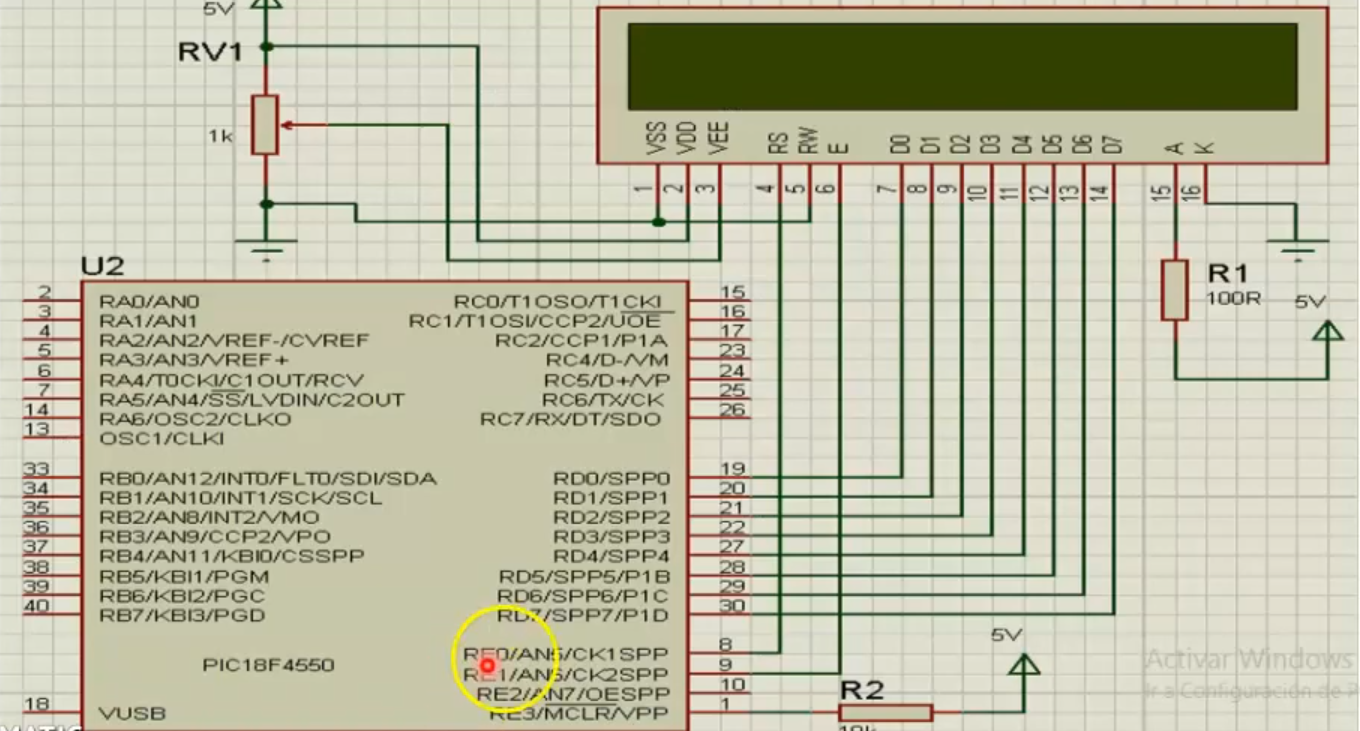 5V
RV1
1k
VSS
VDD
VEE
RS
RW
E
D0
D1
D2
D3
D4
D5
D6
D7
A
K
1
2
3
4
5
6
7
8
9
10
11
12
13
14
15
16
R1
100R
5V
U2
2 RA0/AN0 RC0/T1OSO/T1CKI 15
3 RA1/AN1 RC1/T1OSI/CCP2/UOE 16
4 RA2/AN2/VREF-/CVREF RC2/CCP1/P1A 17
5 RA3/AN3/VREF+ RC4/D-/VM 23
6 RA4/T0CKI/C1OUT/RCV RC5/D+/VP 24
7 RA5/AN4/SS/LVDIN/C2OUT RC6/TX/CK 25
14 RA6/OSC2/CLKO RC7/RX/DT/SDO 26
13 OSC1/CLKI
33 RB0/AN12/INT0/FLT0/SDI/SDA RD0/SPP0 19
34 RB1/AN10/INT1/SCK/SCL RD1/SPP1 20
35 RB2/AN8/INT2/VMO RD2/SPP2 21
36 RB3/AN9/CCP2/VPO RD3/SPP3 22
37 RB4/AN11/KBI0/CSSPP RD4/SPP4 27
38 RB5/KBI1/PGM RD5/SPP5/P1B 28
39 RB6/KBI2/PGC RD6/SPP6/P1C 29
40 RB7/KBI3/PGD RD7/SPP7/P1D 30
RE0/AN5/CK1SPP 8
RE1/AN6/CK2SPP 9
RE2/AN7/OESPP 10
18 VUSB RE3/MCLR/VPP 1
PIC18F4550
5V
R2
Activar Windows
Ir a Configuración de